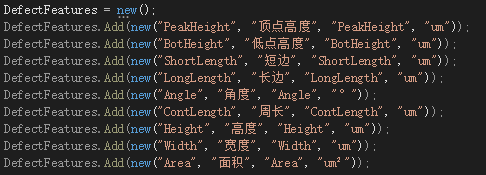 DefectFeatures = new();
DefectFeatures.Add(new("PeakHeight", "顶点高度", "PeakHeight", "um"));
DefectFeatures.Add(new("BotHeight", "低点高度", "BotHeight", "um"));
DefectFeatures.Add(new("ShortLength", "短边", "ShortLength", "um"));
DefectFeatures.Add(new("LongLength", "长边", "LongLength", "um"));
DefectFeatures.Add(new("Angle", "角度", "Angle", "°"));
DefectFeatures.Add(new("ContLength", "周长", "ContLength", "um"));
DefectFeatures.Add(new("Height", "高度", "Height", "um"));
DefectFeatures.Add(new("Width", "宽度", "Width", "um"));
DefectFeatures.Add(new("Area", "面积", "Area", "um²"));